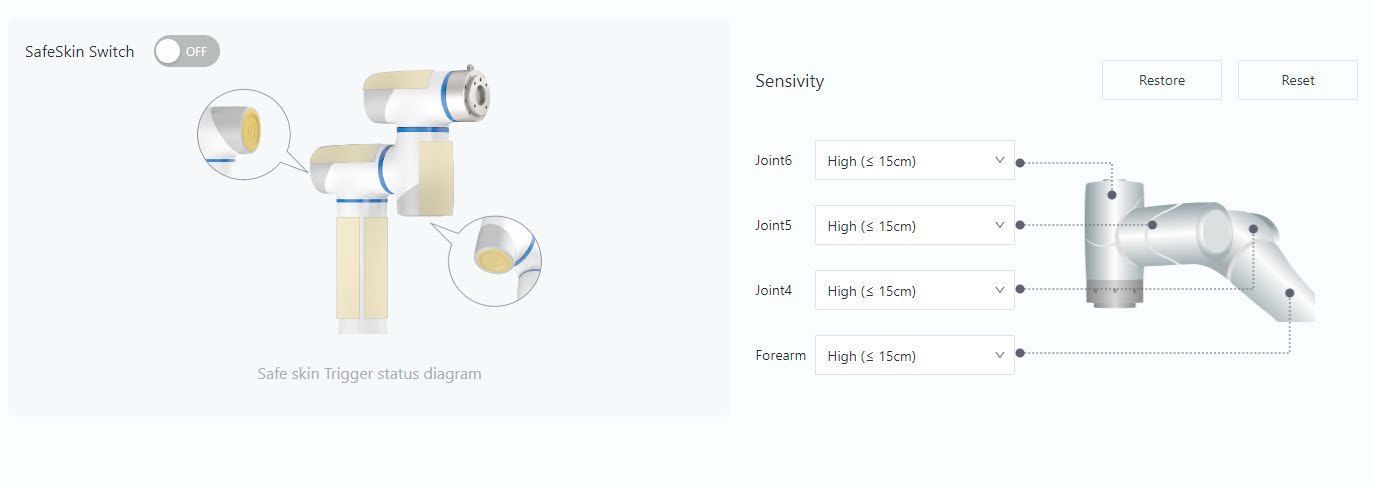 SafeSkin Switch OFF
Safe skin Trigger status diagram
Sensivity Restore Reset
Joint6 High (≤ 15cm)
Joint5 High (≤ 15cm)
Joint4 High (≤ 15cm)
Forearm High (≤ 15cm)